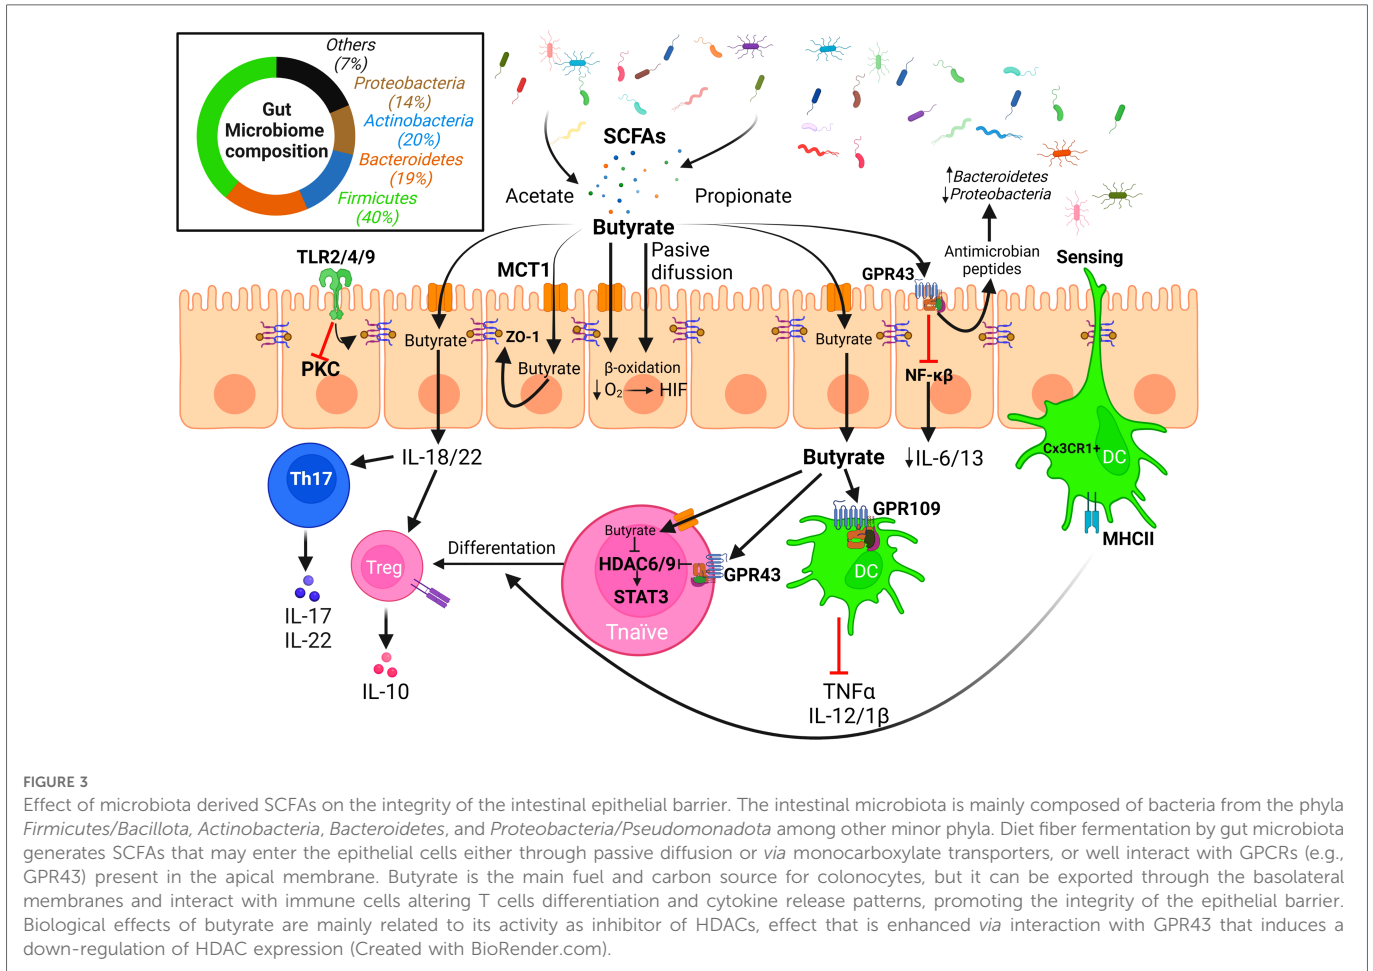 Others
(7%)
Proteobacteria
(14%)
Actinobacteria
(20%)
Bacteroidetes
(19%)
Firmicutes
(40%)
Gut
Microbiome
composition
SCFAs
Acetate
Propionate
Butyrate
Pasive
difussion
↑Bacteroidetes
↓Proteobacteria
Antimicrobian
peptides
Sensing
TLR2/4/9
MCT1
GPR43
PKC
Butyrate
ZO-1
Butyrate
β-oxidation
↓O₂ → HIF
Butyrate
NF-κβ
Cx3CR1+
DC
MHCII
Th17
IL-18/22
Butyrate
↓IL-6/13
IL-17
IL-22
Treg
Differentation
IL-10
Butyrate
HDAC6/9
STAT3
Tnaïve
GPR43
GPR109
DC
TNFα
IL-12/1β
FIGURE 3
Effect of microbiota derived SCFAs on the integrity of the intestinal epithelial barrier. The intestinal microbiota is mainly composed of bacteria from the phyla
Firmicutes/Bacillota, Actinobacteria, Bacteroidetes, and Proteobacteria/Pseudomonadota among other minor phyla. Diet fiber fermentation by gut microbiota
generates SCFAs that may enter the epithelial cells either through passive diffusion or via monocarboxylate transporters, or well interact with GPCRs (e.g.,
GPR43) present in the apical membrane. Butyrate is the main fuel and carbon source for colonocytes, but it can be exported through the basolateral
membranes and interact with immune cells altering T cells differentiation and cytokine release patterns, promoting the integrity of the epithelial barrier.
Biological effects of butyrate are mainly related to its activity as inhibitor of HDACs, effect that is enhanced via interaction with GPR43 that induces a
down-regulation of HDAC expression (Created with BioRender.com).